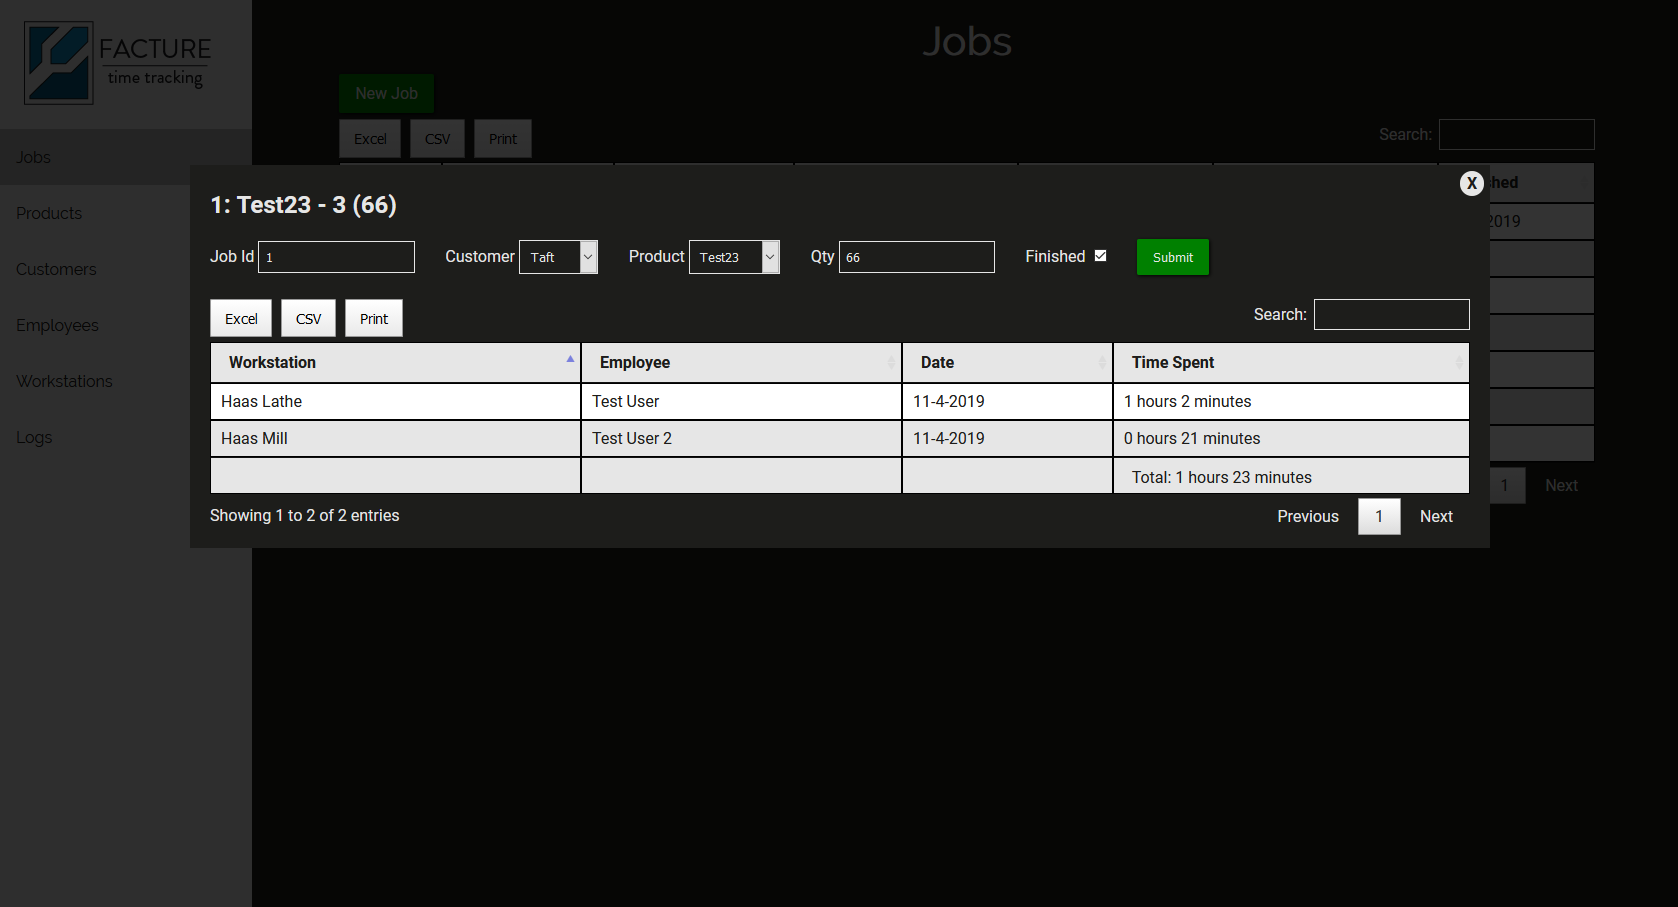 FACTURE
time tracking
Jobs
Products
Customers
Employees
Workstations
Logs
Jobs
New Job
Excel CSV Print
Search:
hed
2019
1 Next
X
1: Test23 - 3 (66)
Job Id 1 Customer Taft Product Test23 Qty 66 Finished Submit
Excel CSV Print Search:
Workstation Employee Date Time Spent
Haas Lathe Test User 11-4-2019 1 hours 2 minutes
Haas Mill Test User 2 11-4-2019 0 hours 21 minutes
Total: 1 hours 23 minutes
Showing 1 to 2 of 2 entries Previous 1 Next